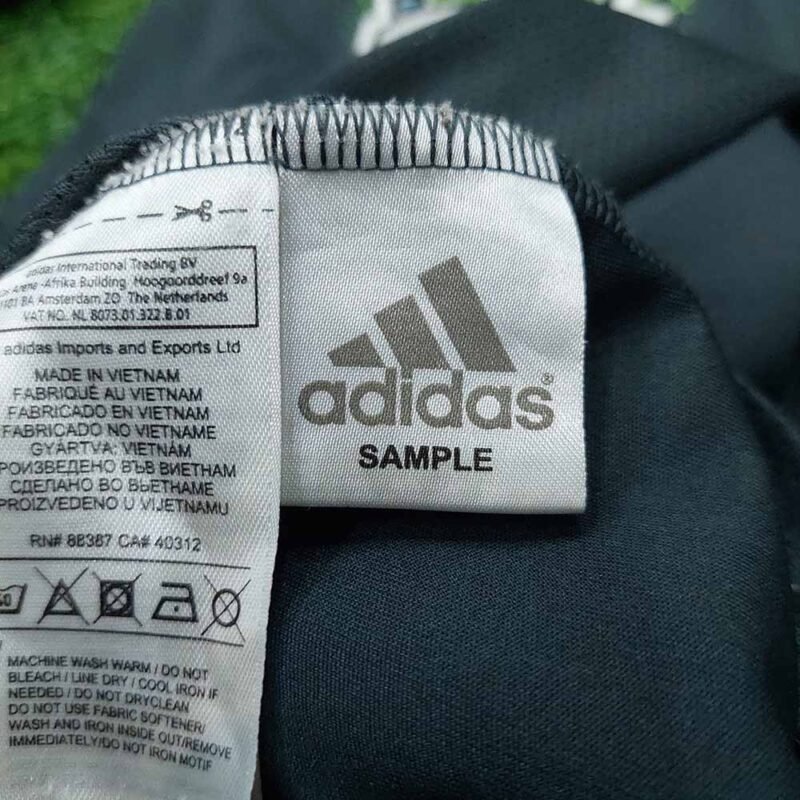 adidas International Trading BV
Arena -Afrika Building Hoogoorddreef 9a
1101 BA Amsterdam ZO The Netherlands
VAT NO. NL 8073.01.322.B.01
adidas Imports and Exports Ltd
MADE IN VIETNAM
FABRIQUÉ AU VIETNAM
FABRICADO EN VIETNAM
FABRICADO NO VIETNAME
GYÁRTVA: VIETNÁM
PROИЗВЕДЕНО ВЪВ ВИЕТНАМ
СДЕЛАНО ВО ВЬЕТНАМЕ
PROIZVEDENO U VIJETNAMU
RN# 88387 CA# 40312
MACHINE WASH WARM / DO NOT
BLEACH / LINE DRY / COOL IRON IF
NEEDED / DO NOT DRYCLEAN
DO NOT USE FABRIC SOFTENER/
WASH AND IRON INSIDE OUT/REMOVE
IMMEDIATELY/DO NOT IRON MOTIF
adidas®
SAMPLE